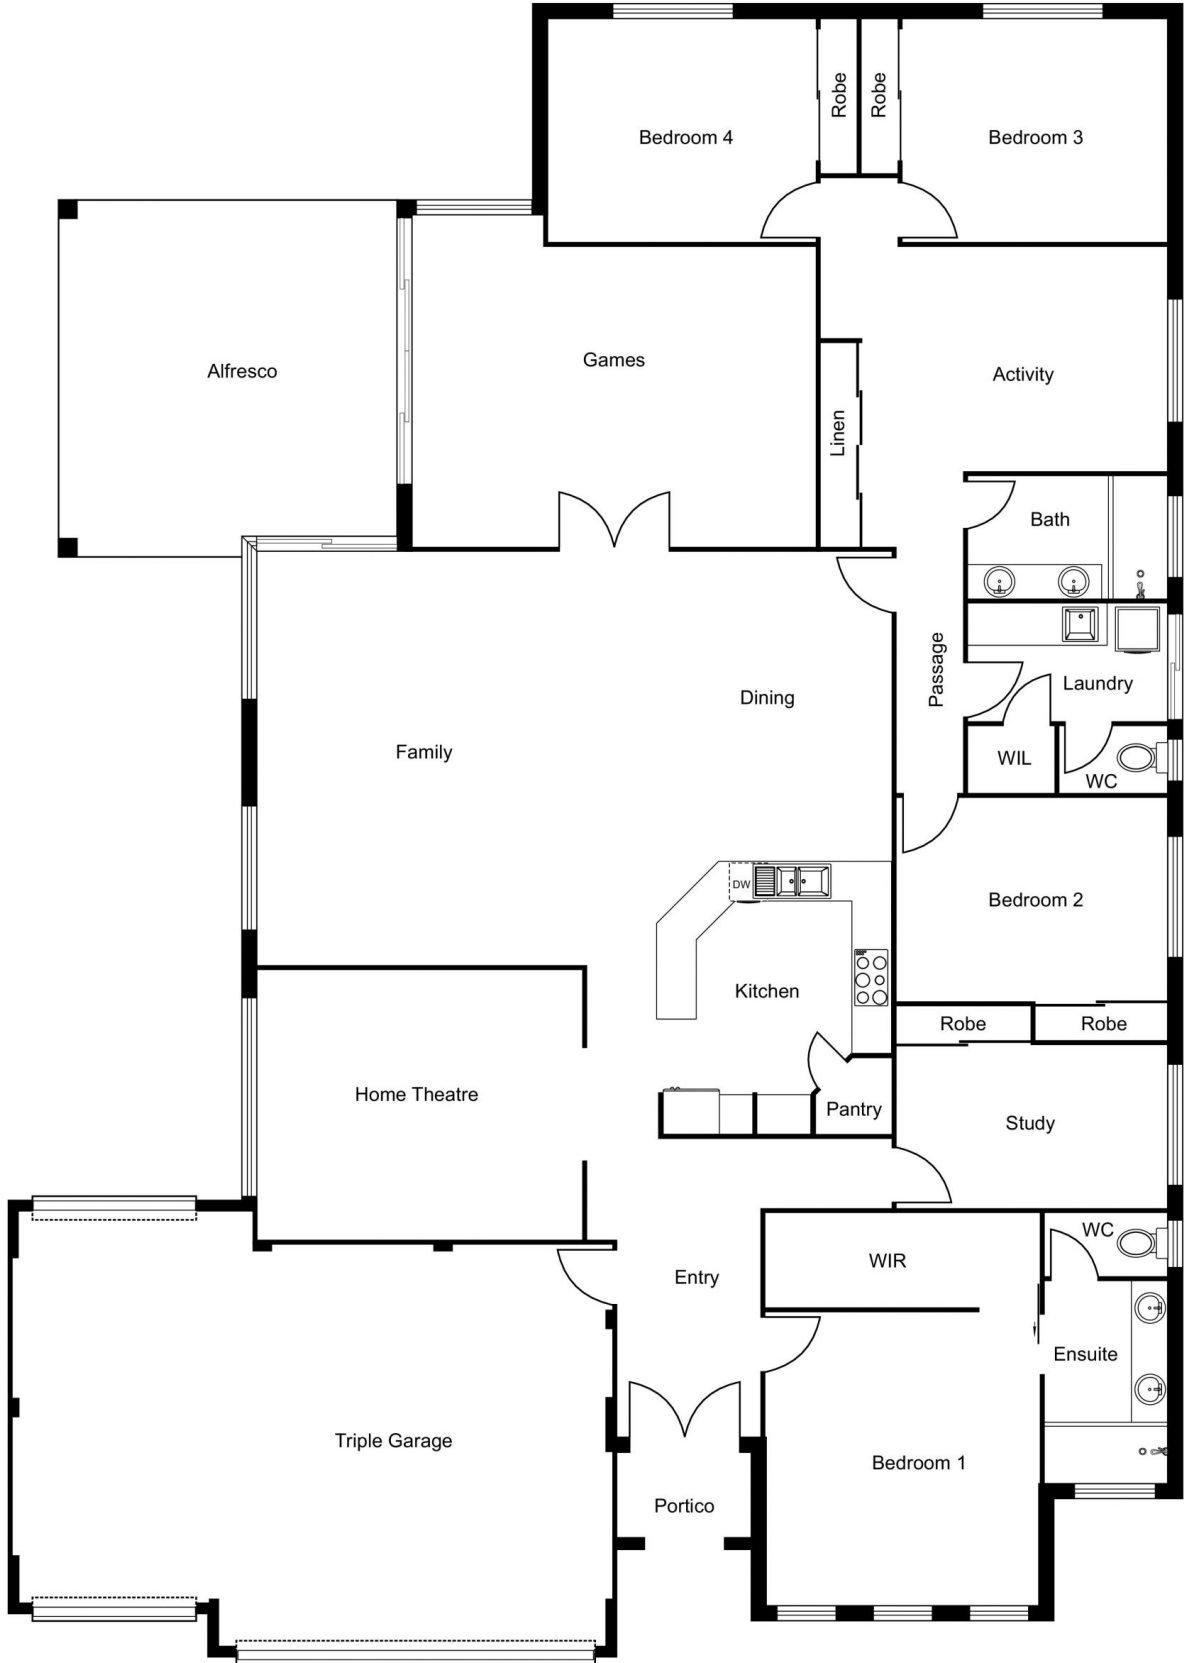 Bedroom 4
Robe
Robe
Bedroom 3
Alfresco
Games
Linen
Activity
Bath
Passage
Laundry
Dining
Family
WIL
WC
DW
Bedroom 2
Kitchen
Robe
Robe
Home Theatre
Pantry
Study
WC
WIR
Entry
Ensuite
Triple Garage
Bedroom 1
Portico